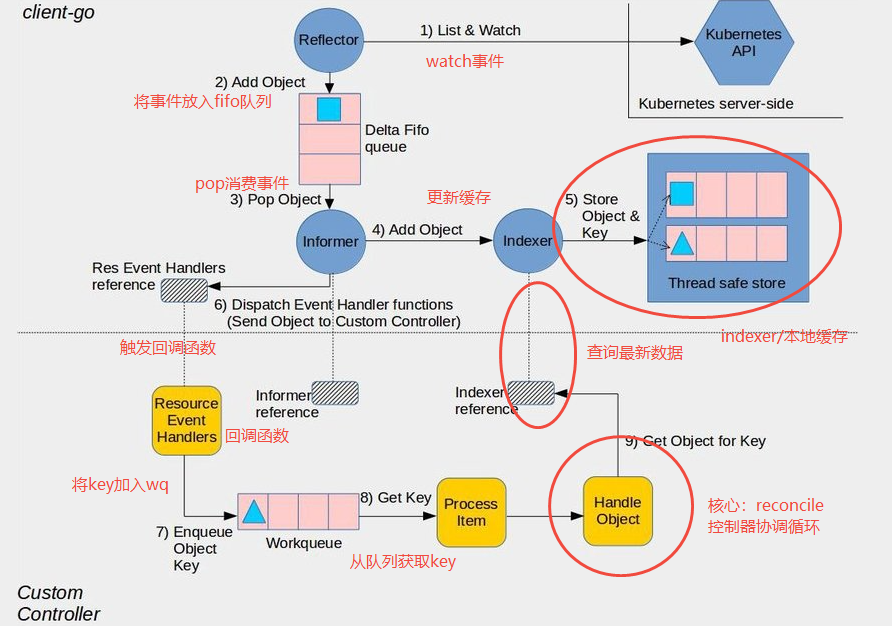 client-go
Reflector
1) List & Watch
watch事件
Kubernetes
API
Kubernetes server-side
2) Add Object
将事件放入fifo队列
Delta Fifo
queue
pop消费事件
3) Pop Object
Informer
4) Add Object
更新缓存
Indexer
5) Store
Object &
Key
Thread safe store
indexer/本地缓存
Res Event Handlers
reference
6) Dispatch Event Handler functions
(Send Object to Custom Controller)
触发回调函数
查询最新数据
Resource
Event
Handlers
回调函数
Informer
reference
Indexer
reference
9) Get Object for Key
将key加入wq
7) Enqueue
Object
Key
Workqueue
8) Get Key
从队列获取key
Process
Item
Handle
Object
核心：reconcile
控制器协调循环
Custom
Controller